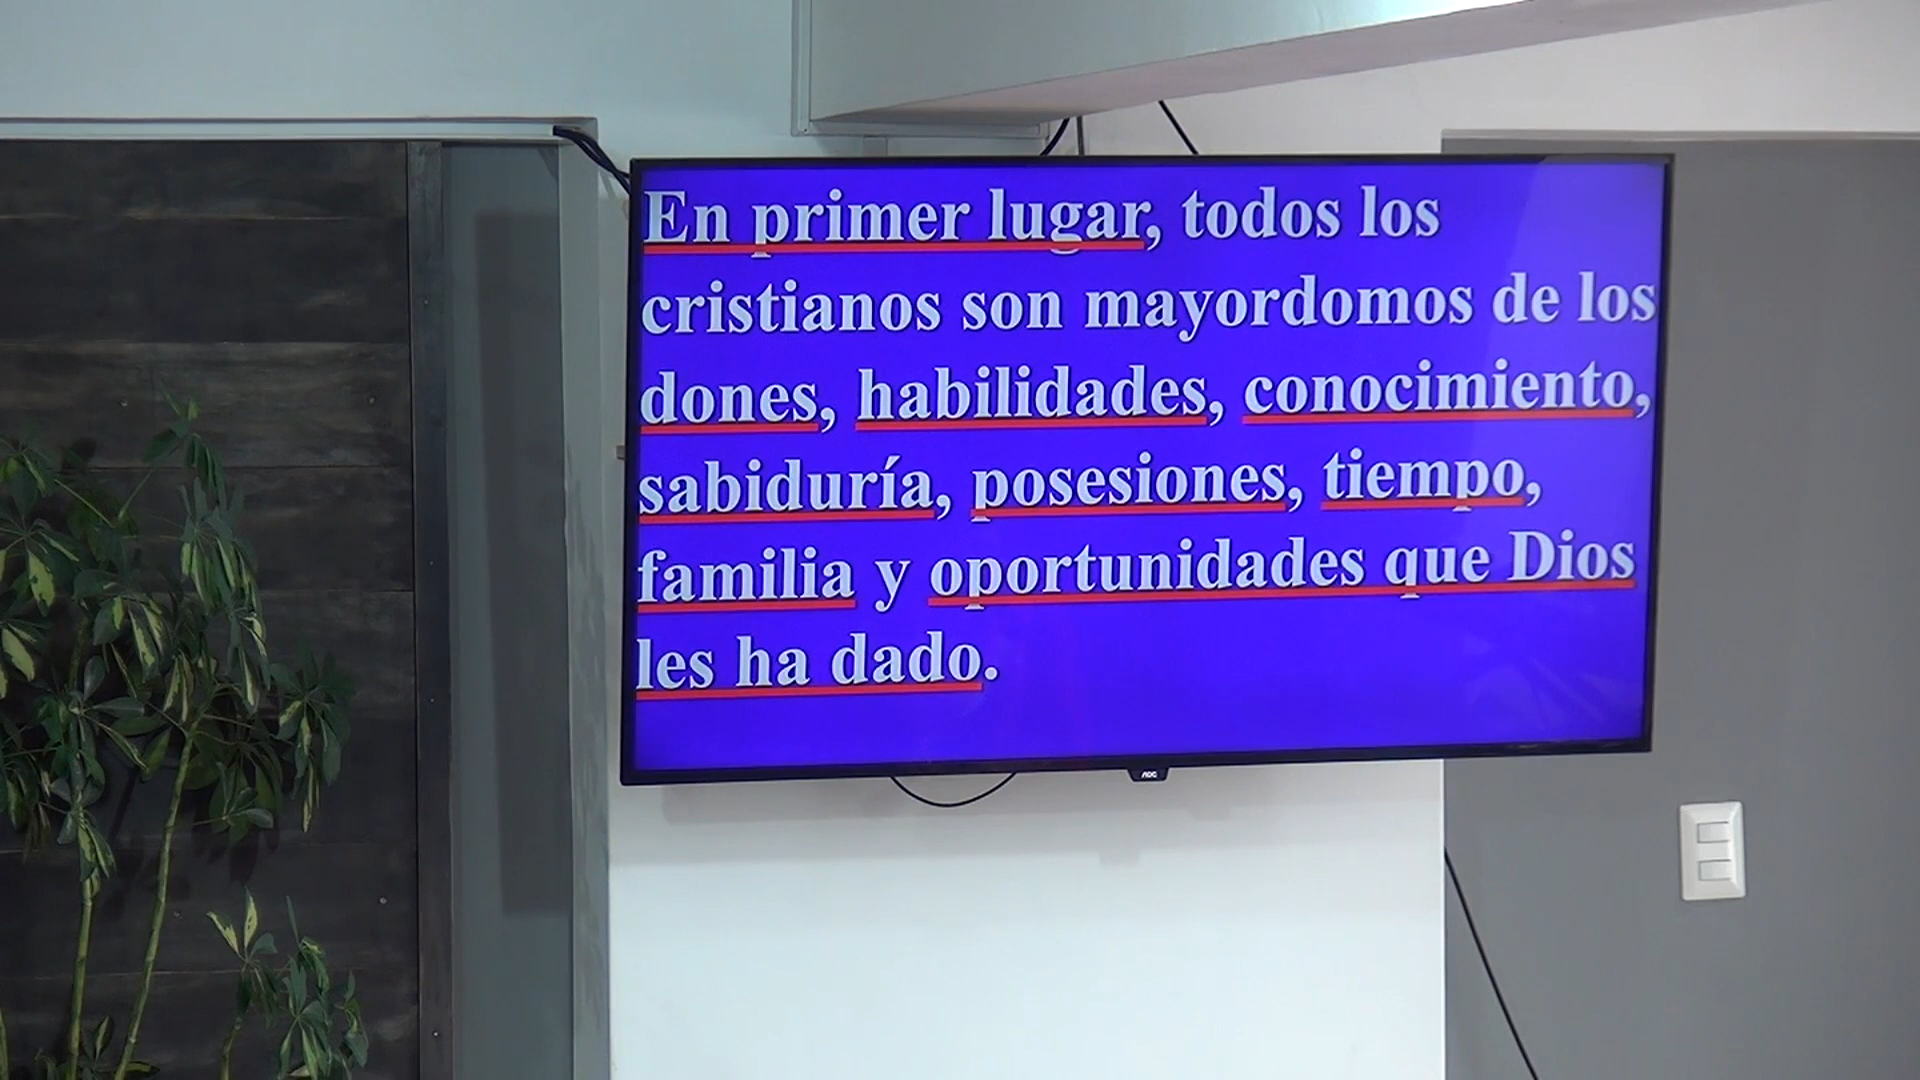 En primer lugar, todos los
cristianos son mayordomos de los
dones, habilidades, conocimiento,
sabiduría, posesiones, tiempo,
familia y oportunidades que Dios
les ha dado.
AOC